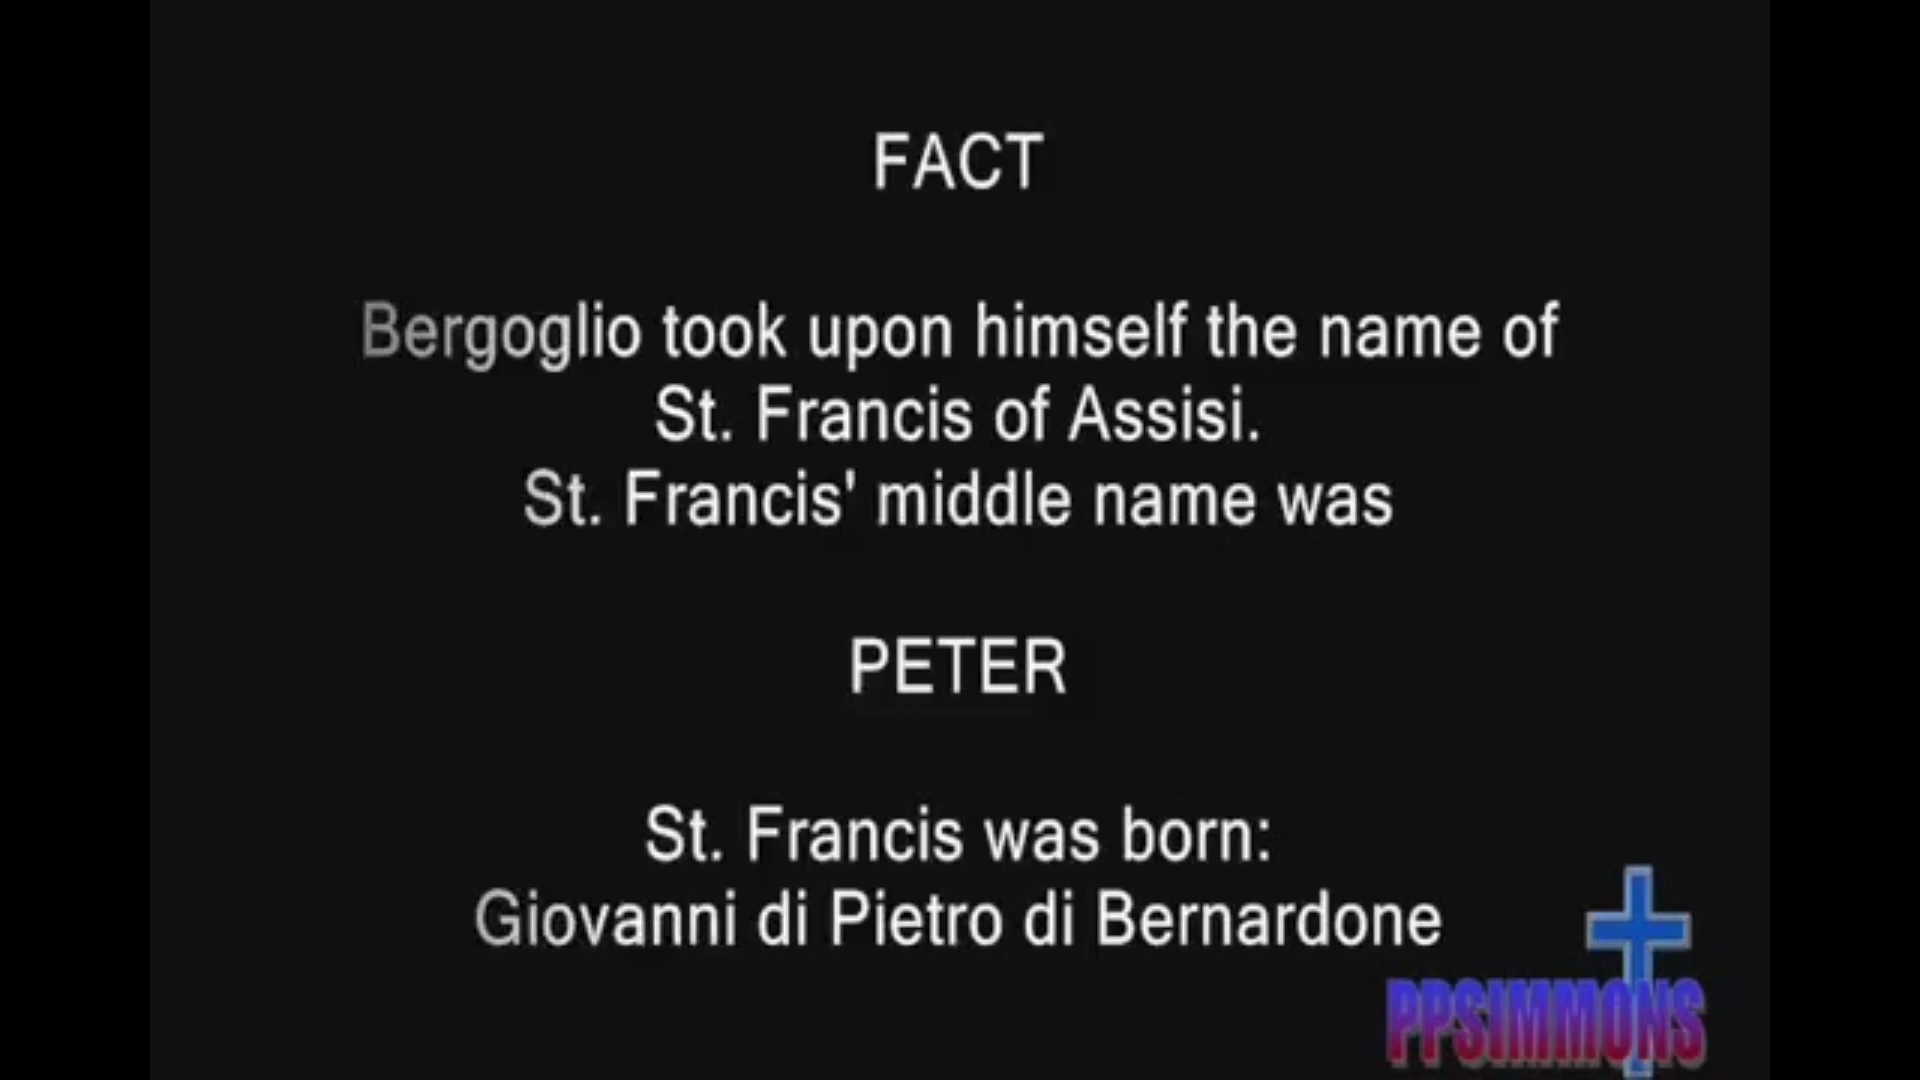 FACT
Bergoglio took upon himself the name of
St. Francis of Assisi.
St. Francis' middle name was
PETER
St. Francis was born:
Giovanni di Pietro di Bernardone
PPSIMMONS